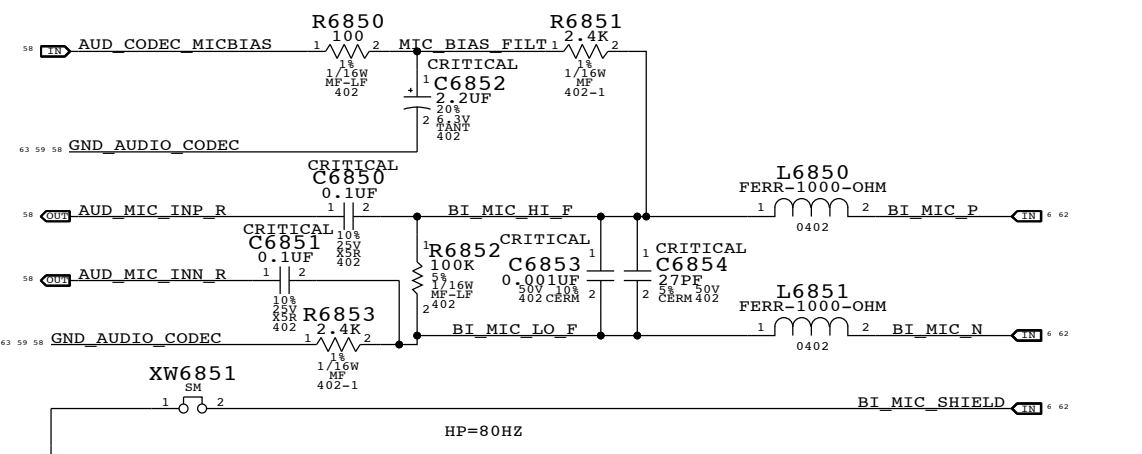 R6850
R6851
58 IN AUD_CODEC_MICBIAS 1 100 2 MIC_BIAS_FILT 1 2.4K 2
1%
1/16W
MF-LF
402
CRITICAL
1 C6852
+ 2.2UF
20%
2 6.3V
TANT
402
1%
1/16W
MF
402-1
63 59 58 GND_AUDIO_CODEC
CRITICAL
C6850
0.1UF
58 OUT AUD_MIC_INP_R 1 2 BI_MIC_HI_F
10%
25V
X5R
402
L6850
FERR-1000-OHM
1 2 BI_MIC_P IN 6 62
0402
CRITICAL
C6851
0.1UF
58 OUT AUD_MIC_INN_R 1 2
10%
25V
X5R
402
1 R6852
100K
5%
1/16W
MF-LF
2 402
CRITICAL
1
C6853
0.001UF
50V 10%
402 CERM 2
1 CRITICAL
C6854
27PF
5% 50V
2 CERM 402
L6851
FERR-1000-OHM
BI_MIC_LO_F 1 2 BI_MIC_N IN 6 62
0402
R6853
2.4K
63 59 58 GND_AUDIO_CODEC 1 2
1%
1/16W
MF
402-1
XW6851
SM
1 2 BI_MIC_SHIELD IN 6 62
HP=80HZ